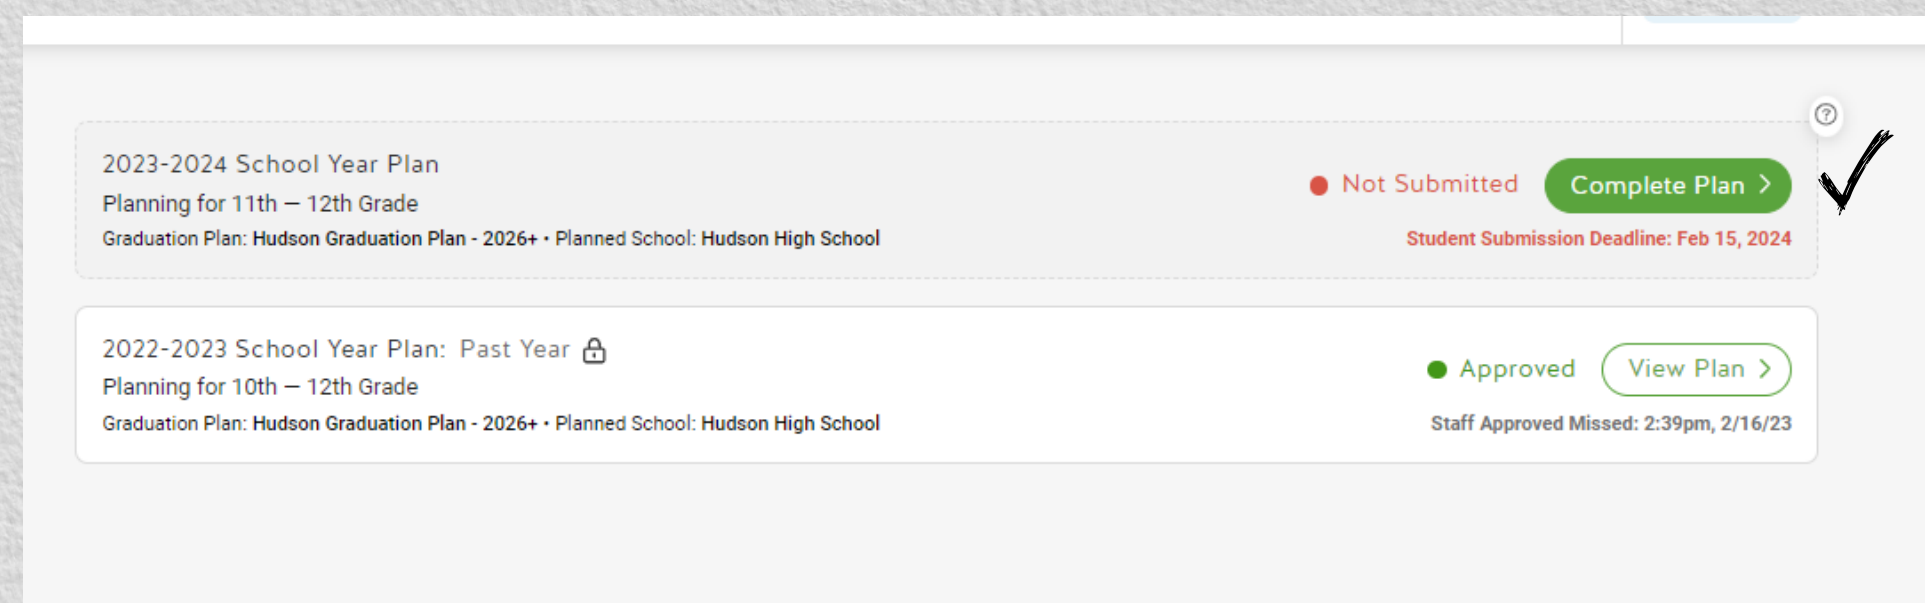 2023-2024 School Year Plan
Planning for 11th — 12th Grade
Graduation Plan: Hudson Graduation Plan - 2026+ • Planned School: Hudson High School
Not Submitted
Complete Plan >
Student Submission Deadline: Feb 15, 2024
?
2022-2023 School Year Plan: Past Year
Planning for 10th — 12th Grade
Graduation Plan: Hudson Graduation Plan - 2026+ • Planned School: Hudson High School
Approved
View Plan >
Staff Approved Missed: 2:39pm, 2/16/23